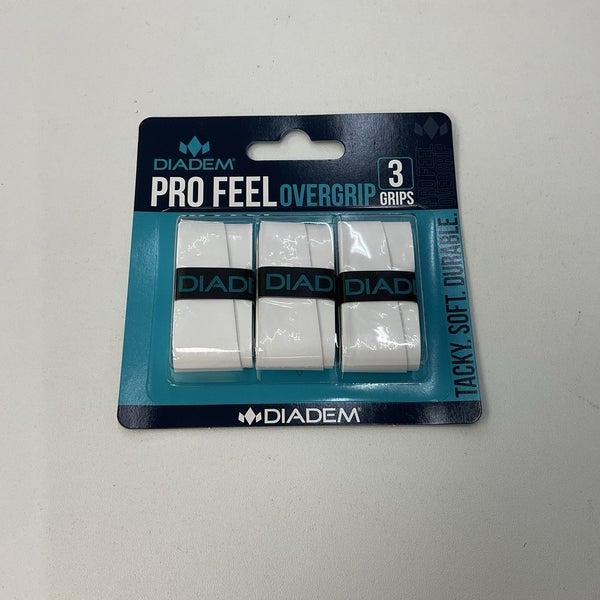 DIADEM®
PRO FEEL OVERGRIP
3
GRIPS
TACKY. SOFT. DURABLE.
DIADE
DIADE
DIADE
DIADEM®